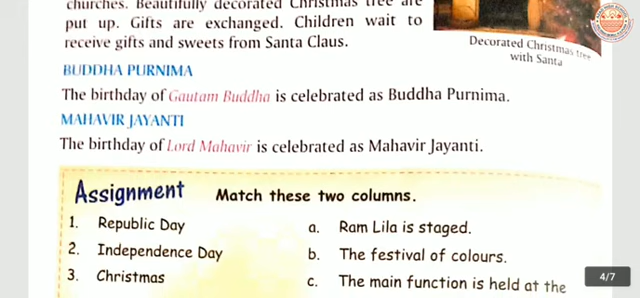 churches. Beautifully decorated Christmas tree are
put up. Gifts are exchanged. Children wait to
receive gifts and sweets from Santa Claus.
Decorated Christmas tree
with Santa
BUDDHA PURNIMA
The birthday of Gautam Buddha is celebrated as Buddha Purnima.
MAHAVIR JAYANTI
The birthday of Lord Mahavir is celebrated as Mahavir Jayanti.
Assignment Match these two columns.
1. Republic Day a. Ram Lila is staged.
2. Independence Day b. The festival of colours.
3. Christmas c. The main function is held at the
4/7